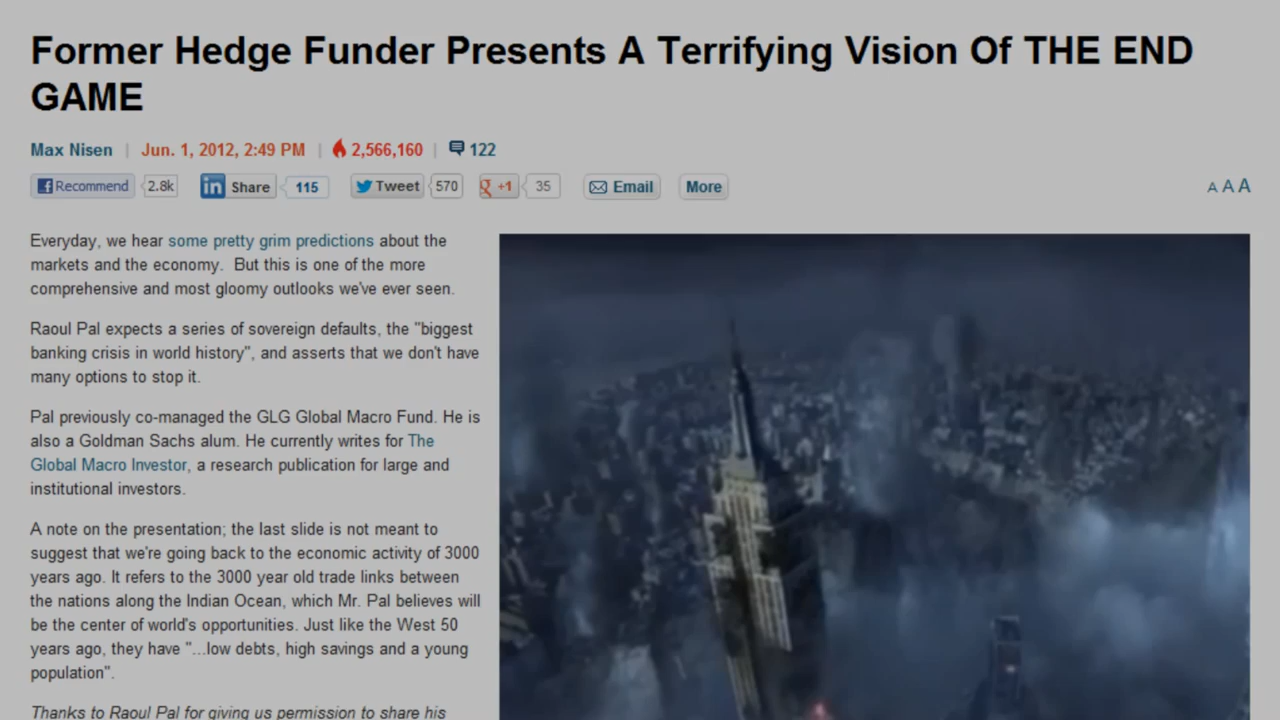 Former Hedge Funder Presents A Terrifying Vision Of THE END
GAME
Max Nisen | Jun. 1, 2012, 2:49 PM | 2,566,160 | 122
Recommend 2.8k in Share 115 Tweet 570 g +1 35 Email More A A A
Everyday, we hear some pretty grim predictions about the
markets and the economy.  But this is one of the more
comprehensive and most gloomy outlooks we've ever seen.
Raoul Pal expects a series of sovereign defaults, the "biggest
banking crisis in world history", and asserts that we don't have
many options to stop it.
Pal previously co-managed the GLG Global Macro Fund. He is
also a Goldman Sachs alum. He currently writes for The
Global Macro Investor, a research publication for large and
institutional investors.
A note on the presentation; the last slide is not meant to
suggest that we're going back to the economic activity of 3000
years ago. It refers to the 3000 year old trade links between
the nations along the Indian Ocean, which Mr. Pal believes will
be the center of world's opportunities. Just like the West 50
years ago, they have "...low debts, high savings and a young
population".
Thanks to Raoul Pal for giving us permission to share his